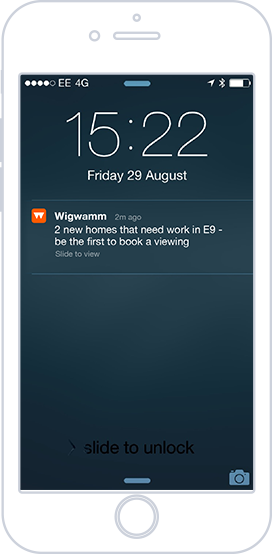 EE 4G
15:22
Friday 29 August
Wigwamm 2m ago
2 new homes that need work in E9 -
be the first to book a viewing
Slide to view
slide to unlock